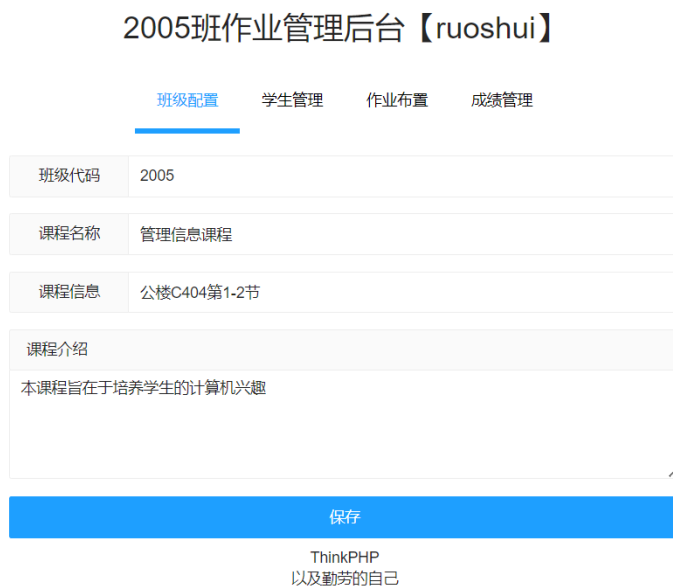 2005班作业管理后台【ruoshui】
班级配置 学生管理 作业布置 成绩管理
班级代码 2005
课程名称 管理信息课程
课程信息 公楼C404第1-2节
课程介绍
本课程旨在于培养学生的计算机兴趣
保存
ThinkPHP
以及勤劳的自己